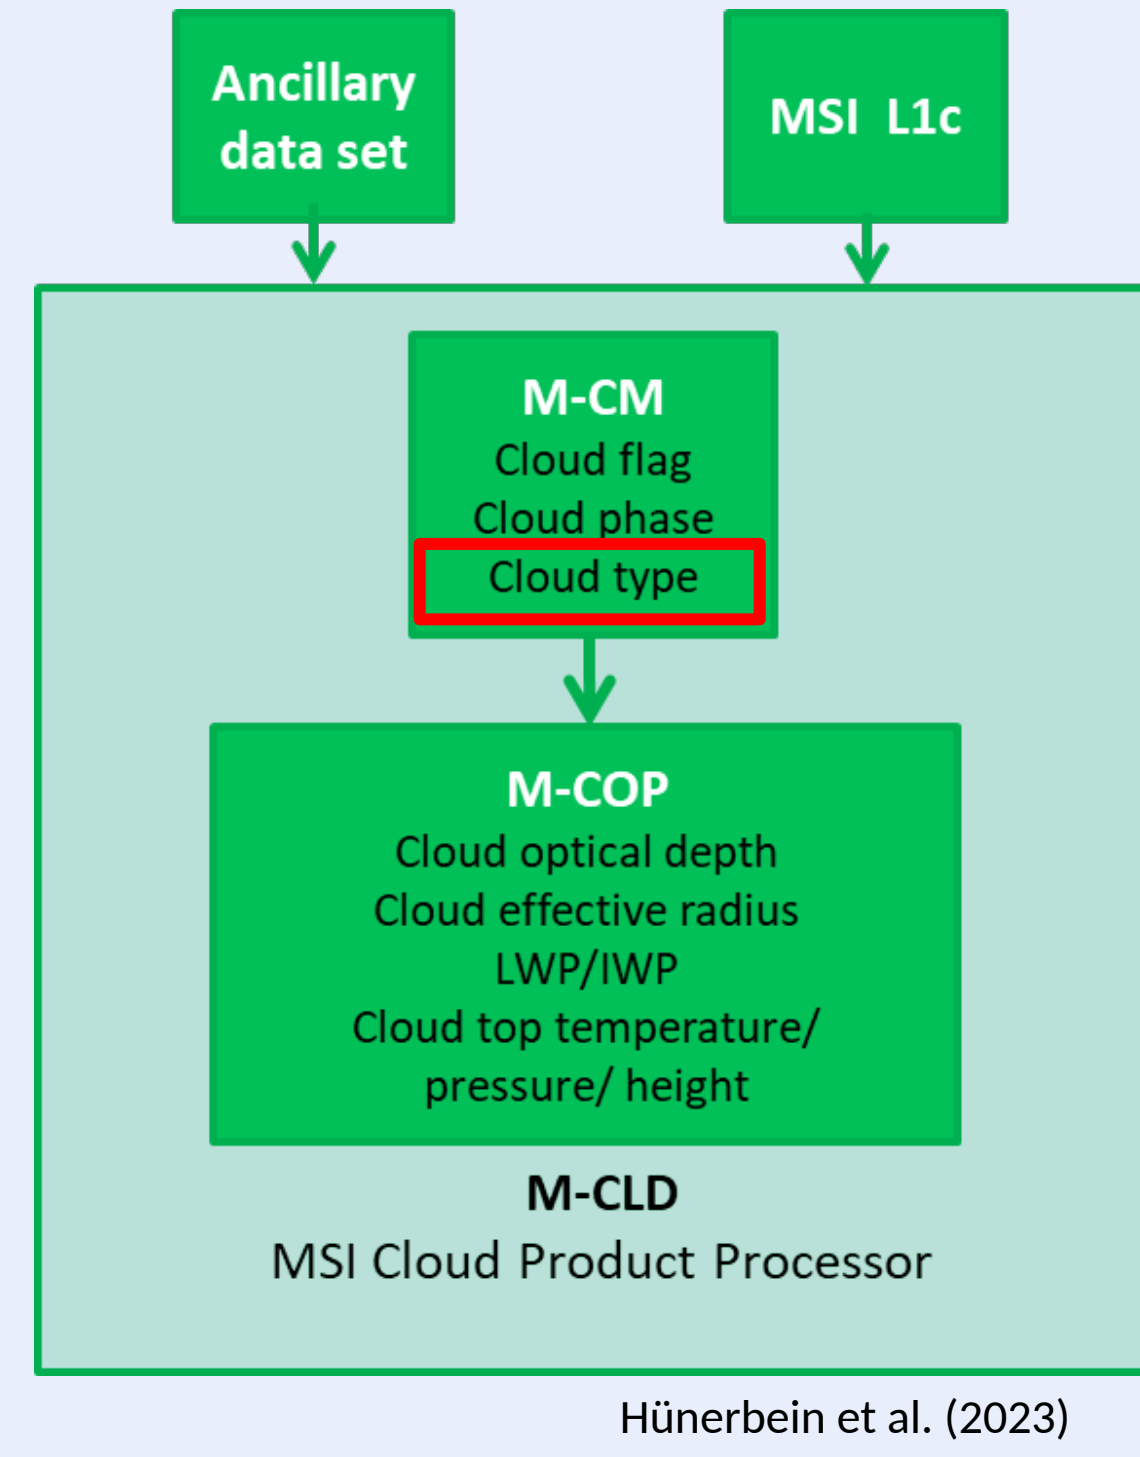 Ancillary
data set
MSI L1c
M-CM
Cloud flag
Cloud phase
Cloud type
M-COP
Cloud optical depth
Cloud effective radius
LWP/IWP
Cloud top temperature/
pressure/ height
M-CLD
MSI Cloud Product Processor
Hünerbein et al. (2023)